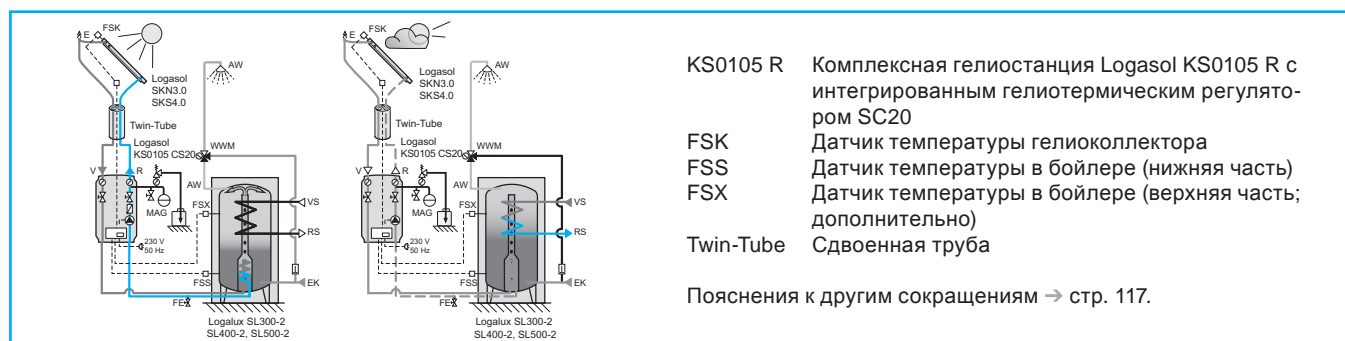 E
FSK
AW
Logasol
SKN3.0
SKS4.0
Twin-Tube
Logasol
KS0105 CS20
WWM
V
R
AW
MAG
FSX
VS
RS
230 V
50 Hz
FSS
EK
FE
Logalux SL300-2
SL400-2, SL500-2
E
FSK
AW
Logasol
SKN3.0
SKS4.0
Twin-Tube
Logasol
KS0105 CS20
WWM
V
R
AW
MAG
FSX
VS
RS
230 V
50 Hz
FSS
EK
FE
Logalux SL300-2
SL400-2, SL500-2
KS0105 R Комплексная гелиостанция Logasol KS0105 R с
интегрированным гелиотермическим регулято-
ром SC20
FSK Датчик температуры гелиоколлектора
FSS Датчик температуры в бойлере (нижняя часть)
FSX Датчик температуры в бойлере (верхняя часть;
дополнительно)
Twin-Tube Сдвоенная труба
Пояснения к другим сокращениям → стр. 117.